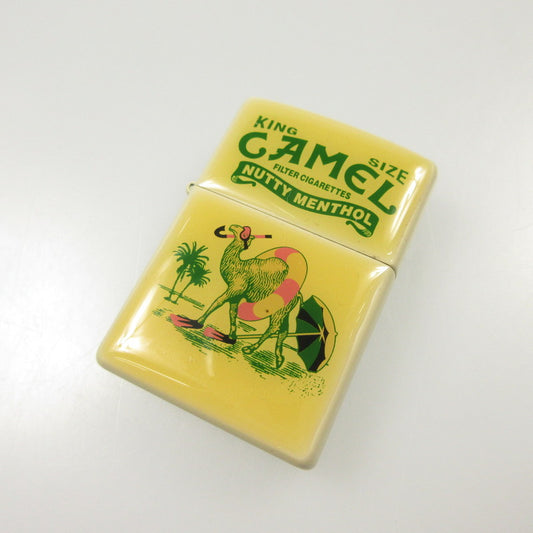 KING
CAMEL
SIZE
FILTER CIGARETTES
NUTTY MENTHOL